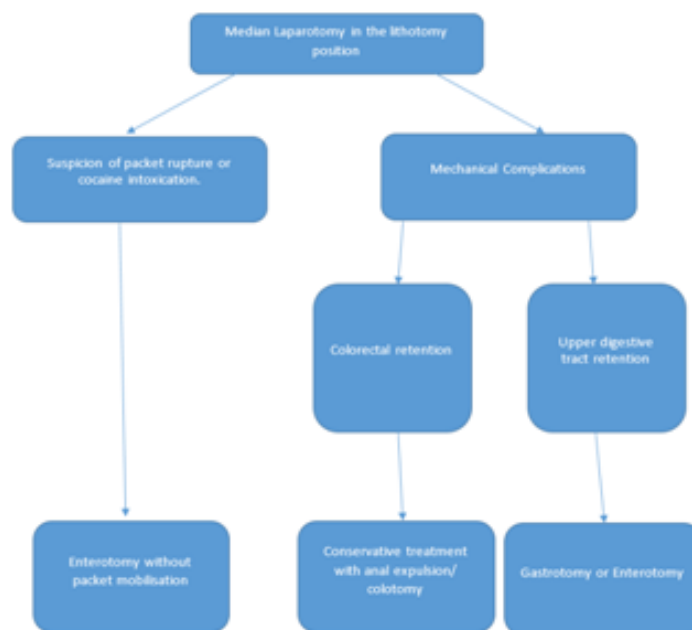 Median Laparotomy in the lithotomy
position
Suspicion of packet rupture or
cocaine intoxication.
Mechanical Complications
Colorectal retention
Upper digestive
tract retention
Enterotomy without
packet mobilisation
Conservative treatment
with anal expulsion/
colotomy
Gastrotomy or Enterotomy